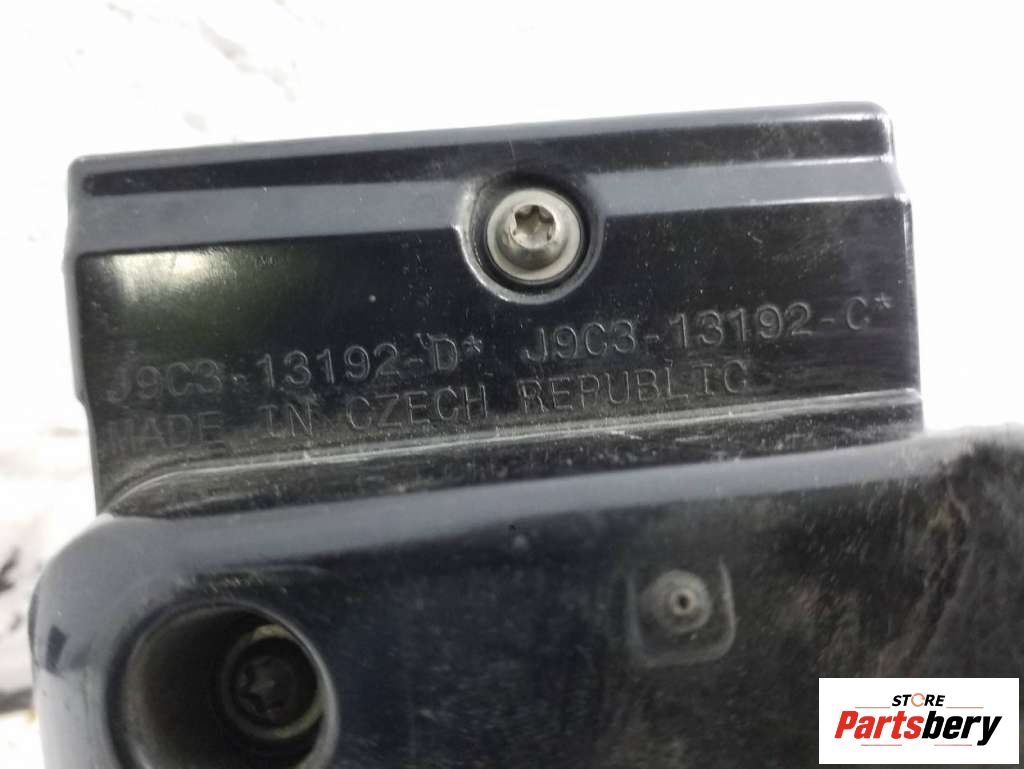 J9C3-13192-D* J9C3-13192-C*
MADE IN CZECH REPUBLIC
STORE
Partsbery